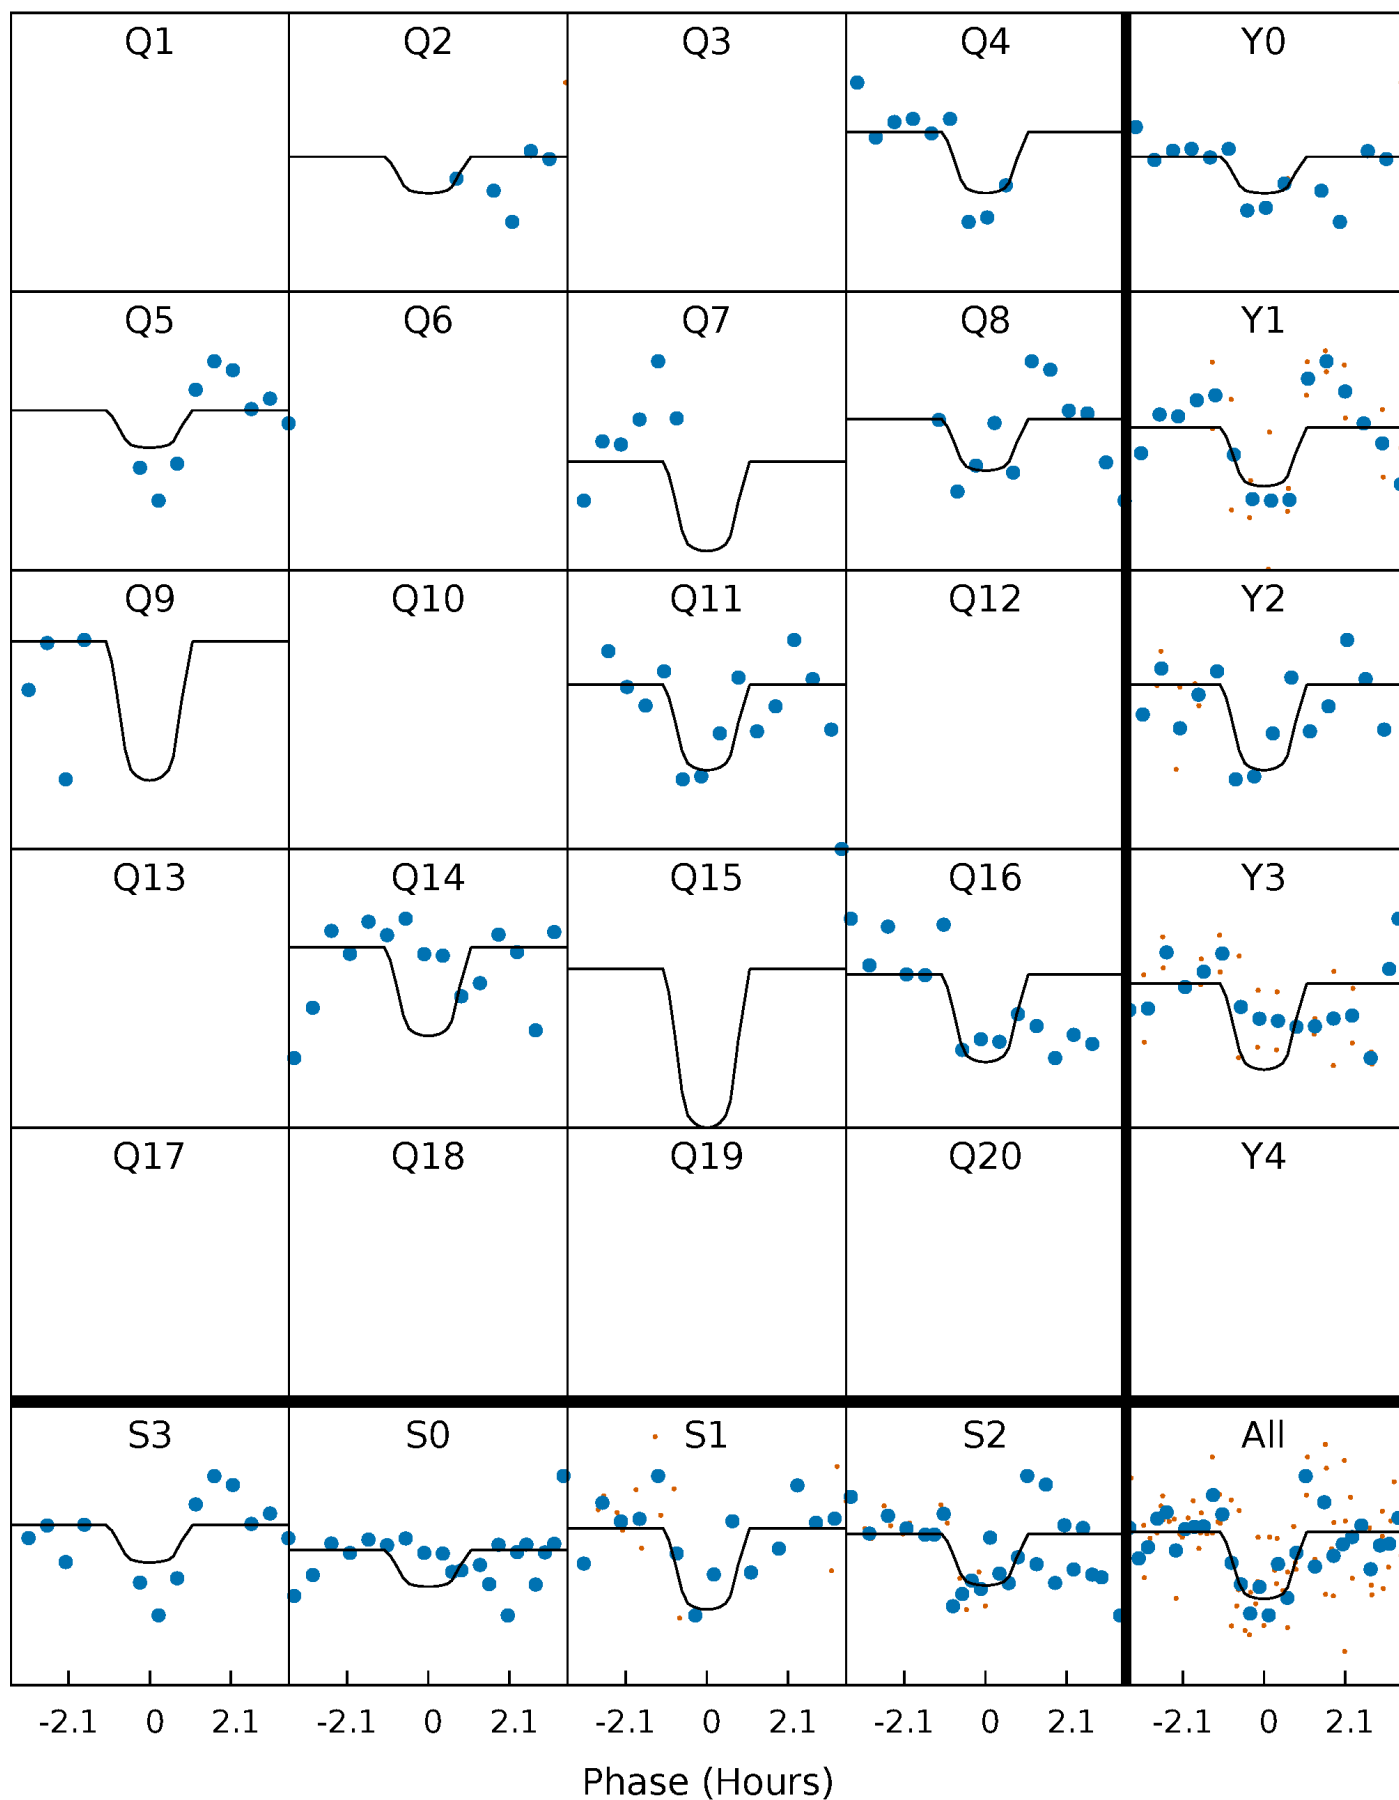 Q1 Q2 Q3 Q4 Y0
Q5 Q6 Q7 Q8 Y1
Q9 Q10 Q11 Q12 Y2
Q13 Q14 Q15 Q16 Y3
Q17 Q18 Q19 Q20 Y4
S3 S0 S1 S2 All
-2.1 0 2.1 -2.1 0 2.1 -2.1 0 2.1 -2.1 0 2.1 -2.1 0 2.1
Phase (Hours)